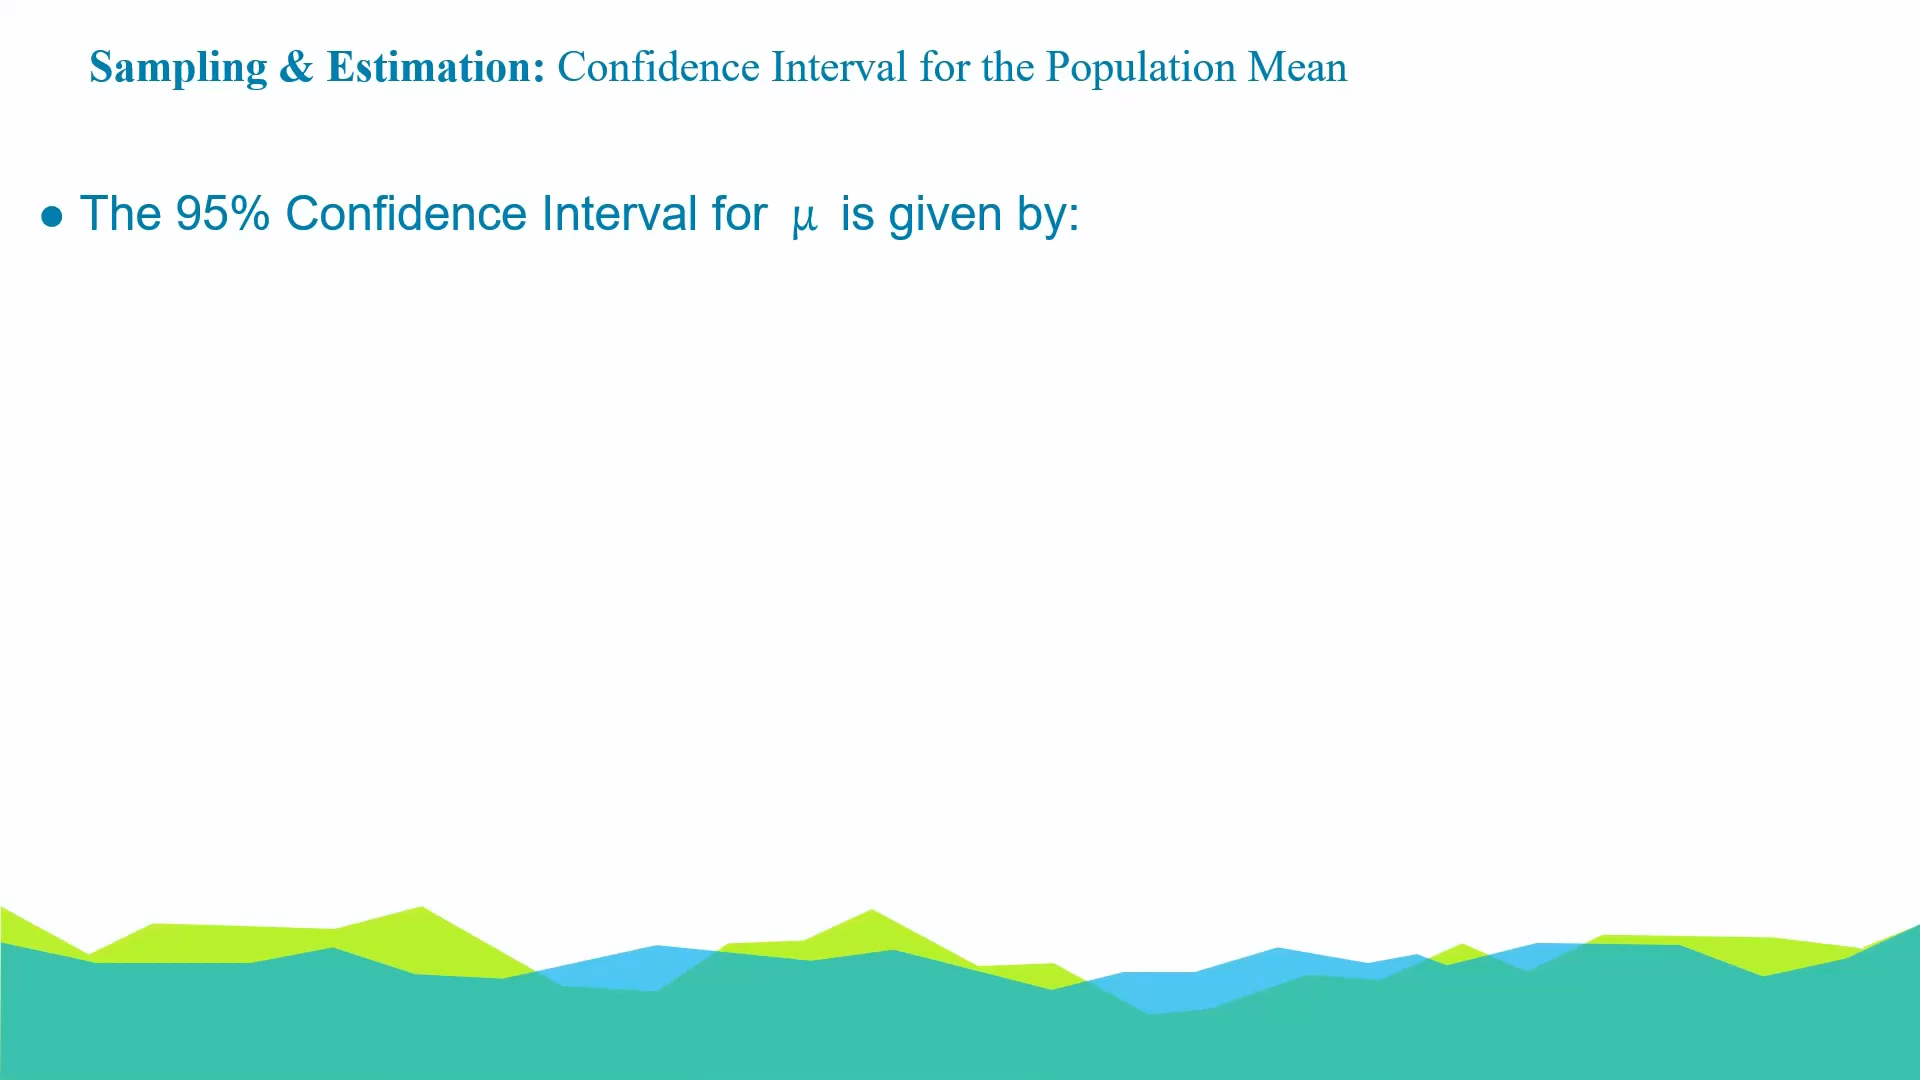 Sampling & Estimation: Confidence Interval for the Population Mean
● The 95% Confidence Interval for μ is given by: